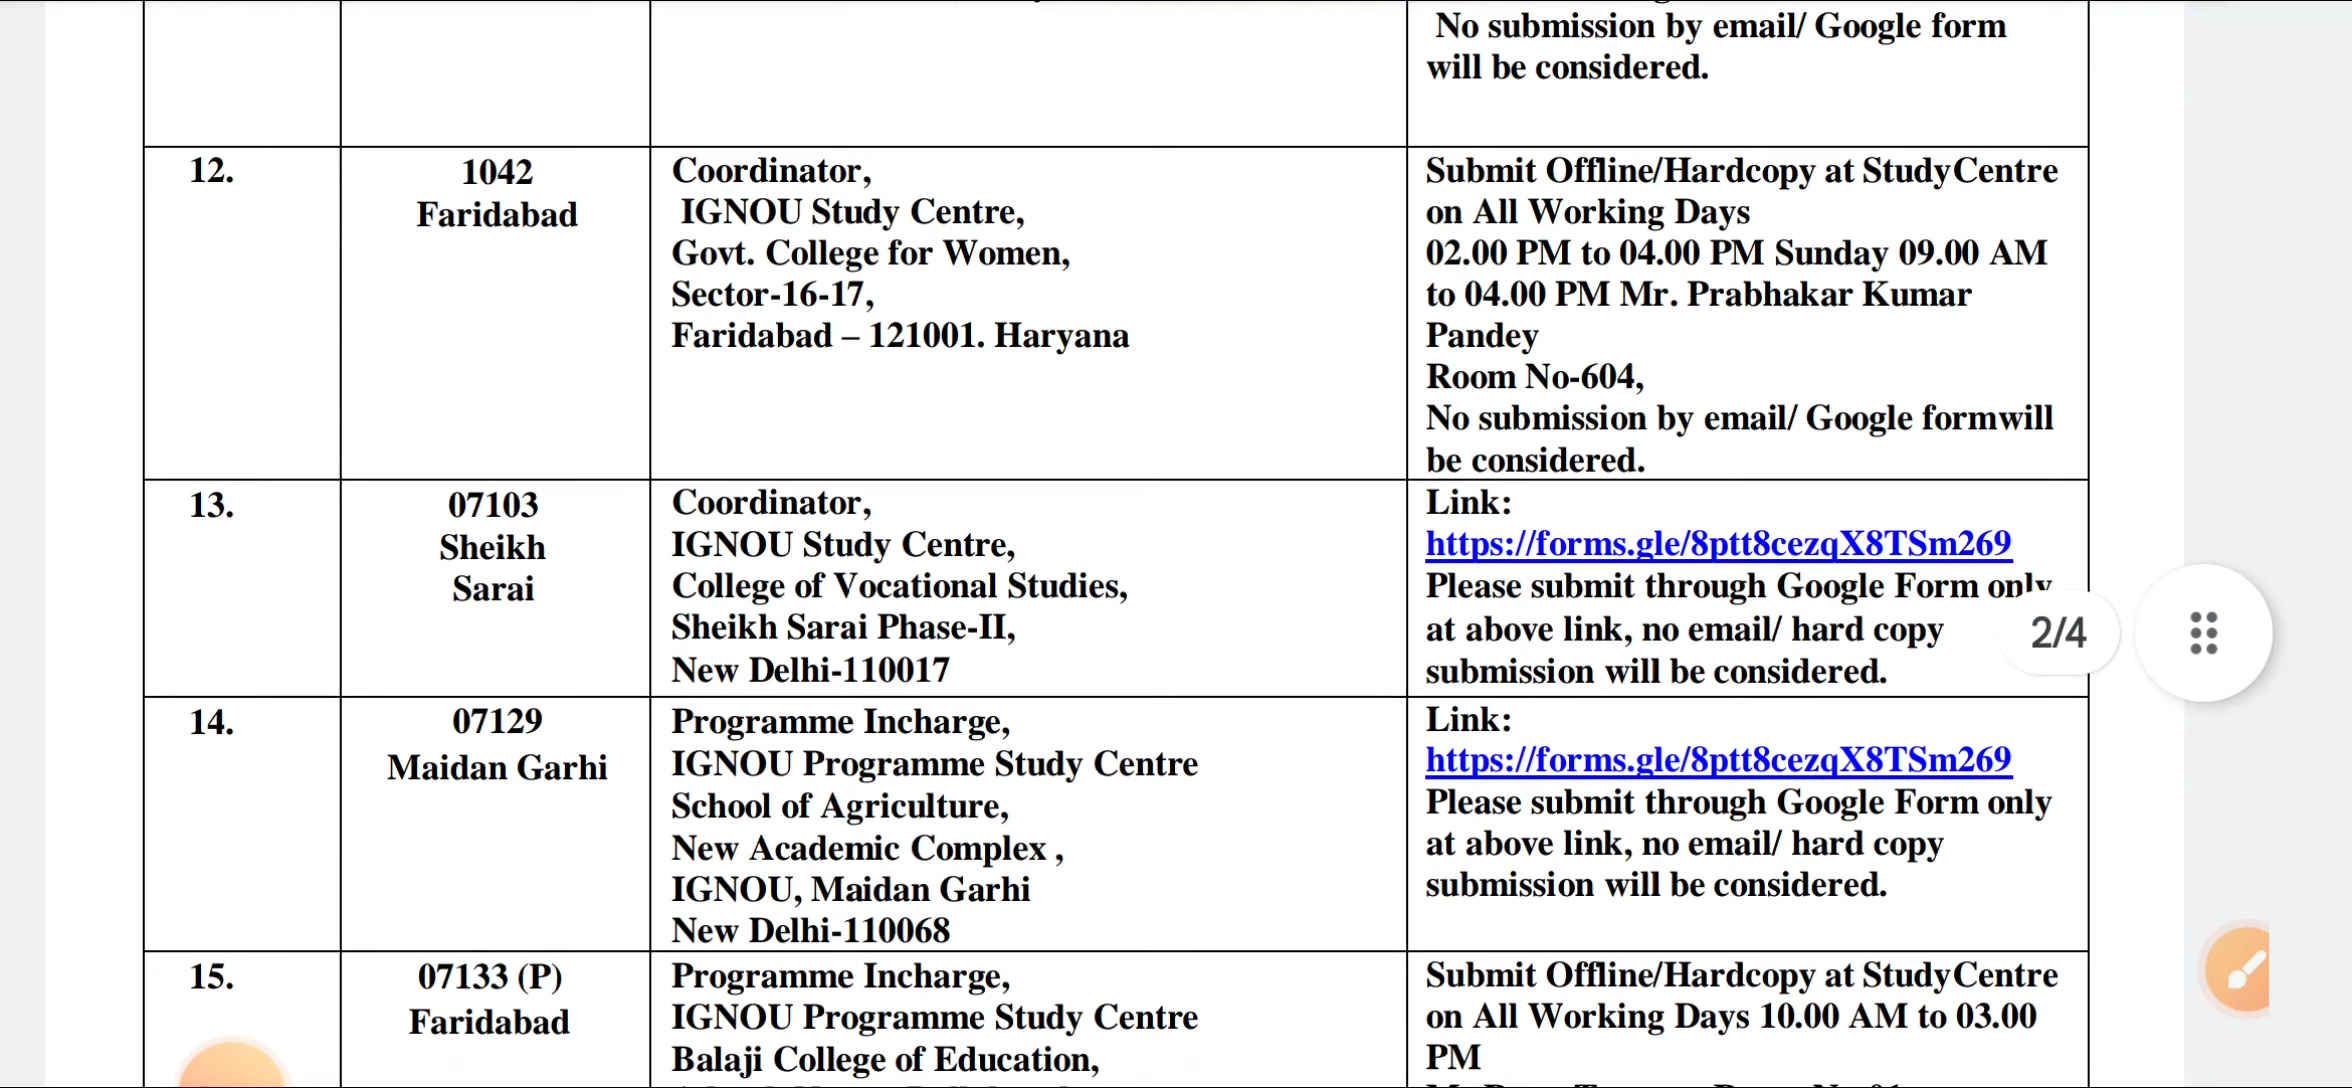 No submission by email/ Google form
will be considered.
12.
1042
Faridabad
Coordinator,
IGNOU Study Centre,
Govt. College for Women,
Sector-16-17,
Faridabad – 121001. Haryana
Submit Offline/Hardcopy at StudyCentre
on All Working Days
02.00 PM to 04.00 PM Sunday 09.00 AM
to 04.00 PM Mr. Prabhakar Kumar
Pandey
Room No-604,
No submission by email/ Google formwill
be considered.
13.
07103
Sheikh
Sarai
Coordinator,
IGNOU Study Centre,
College of Vocational Studies,
Sheikh Sarai Phase-II,
New Delhi-110017
Link:
https://forms.gle/8ptt8cezqX8TSm269
Please submit through Google Form only
at above link, no email/ hard copy
submission will be considered.
2/4
14.
07129
Maidan Garhi
Programme Incharge,
IGNOU Programme Study Centre
School of Agriculture,
New Academic Complex ,
IGNOU, Maidan Garhi
New Delhi-110068
Link:
https://forms.gle/8ptt8cezqX8TSm269
Please submit through Google Form only
at above link, no email/ hard copy
submission will be considered.
15.
07133 (P)
Faridabad
Programme Incharge,
IGNOU Programme Study Centre
Balaji College of Education,
Submit Offline/Hardcopy at StudyCentre
on All Working Days 10.00 AM to 03.00
PM